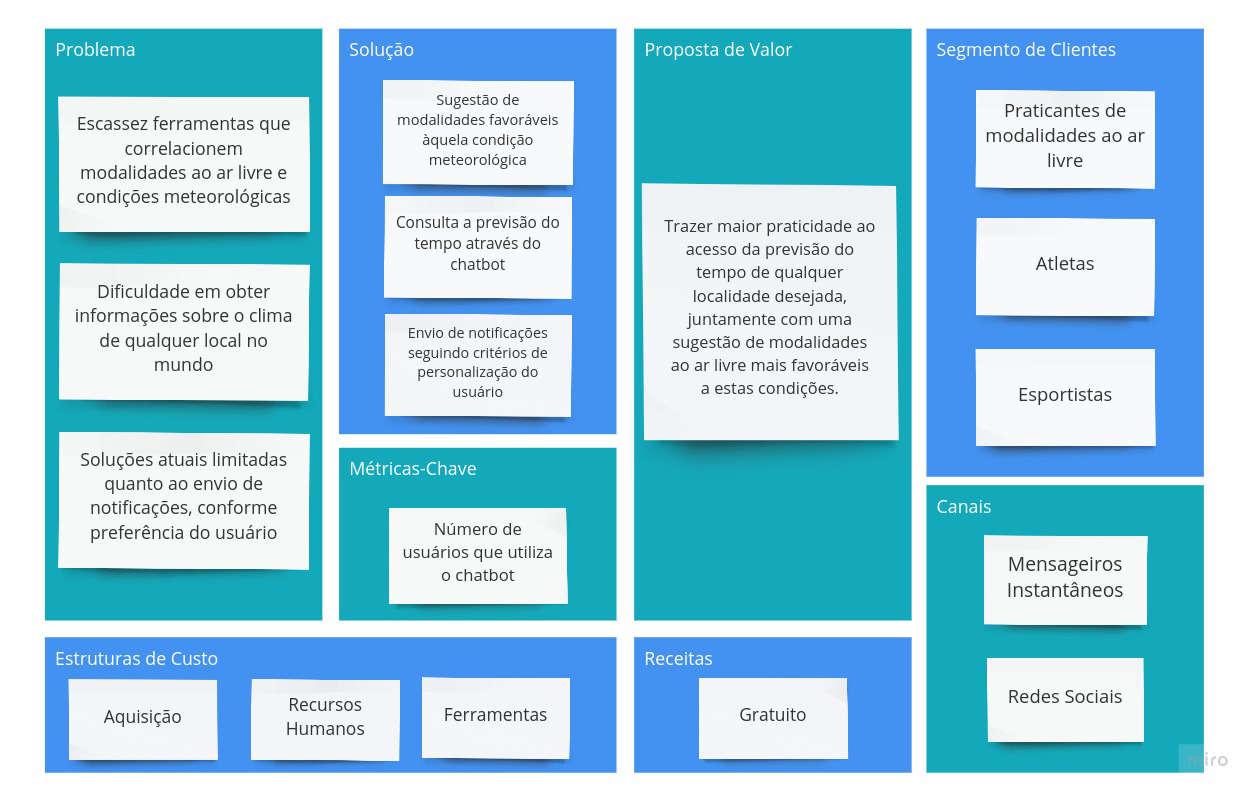 Problema
Escassez ferramentas que
correlacionem
modalidades ao ar livre e
condições meteorológicas
Dificuldade em obter
informações sobre o clima
de qualquer local no
mundo
Soluções atuais limitadas
quanto ao envio de
notificações, conforme
preferência do usuário
Solução
Sugestão de
modalidades favoráveis
àquela condição
meteorológica
Consulta a previsão do
tempo através do
chatbot
Envio de notificações
seguindo critérios de
personalização do
usuário
Métricas-Chave
Número de
usuários que utiliza
o chatbot
Proposta de Valor
Trazer maior praticidade ao
acesso da previsão do
tempo de qualquer
localidade desejada,
juntamente com uma
sugestão de modalidades
ao ar livre mais favoráveis
a estas condições.
Segmento de Clientes
Praticantes de
modalidades ao ar
livre
Atletas
Esportistas
Canais
Mensageiros
Instantâneos
Redes Sociais
Estruturas de Custo
Aquisição
Recursos
Humanos
Ferramentas
Receitas
Gratuito
miro